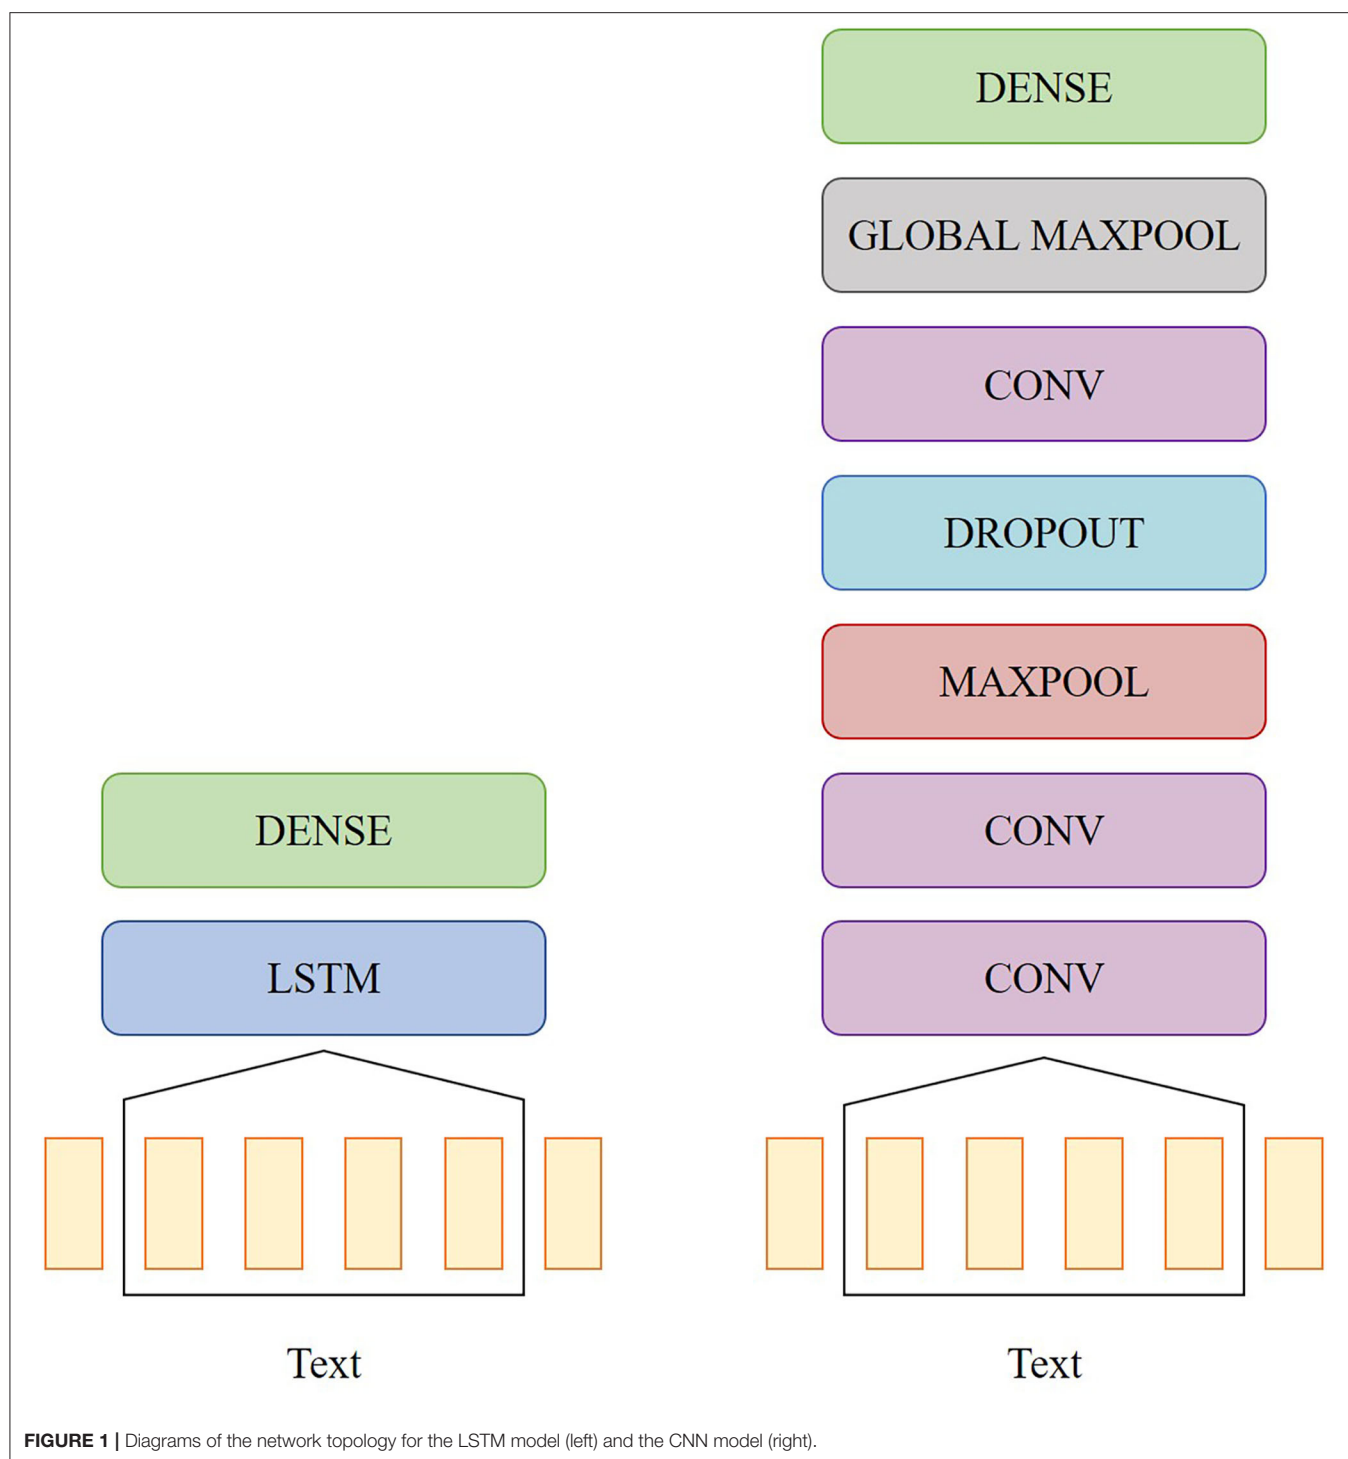 DENSE
GLOBAL MAXPOOL
CONV
DROPOUT
MAXPOOL
DENSE
CONV
LSTM
CONV
Text
Text
FIGURE 1 | Diagrams of the network topology for the LSTM model (left) and the CNN model (right).